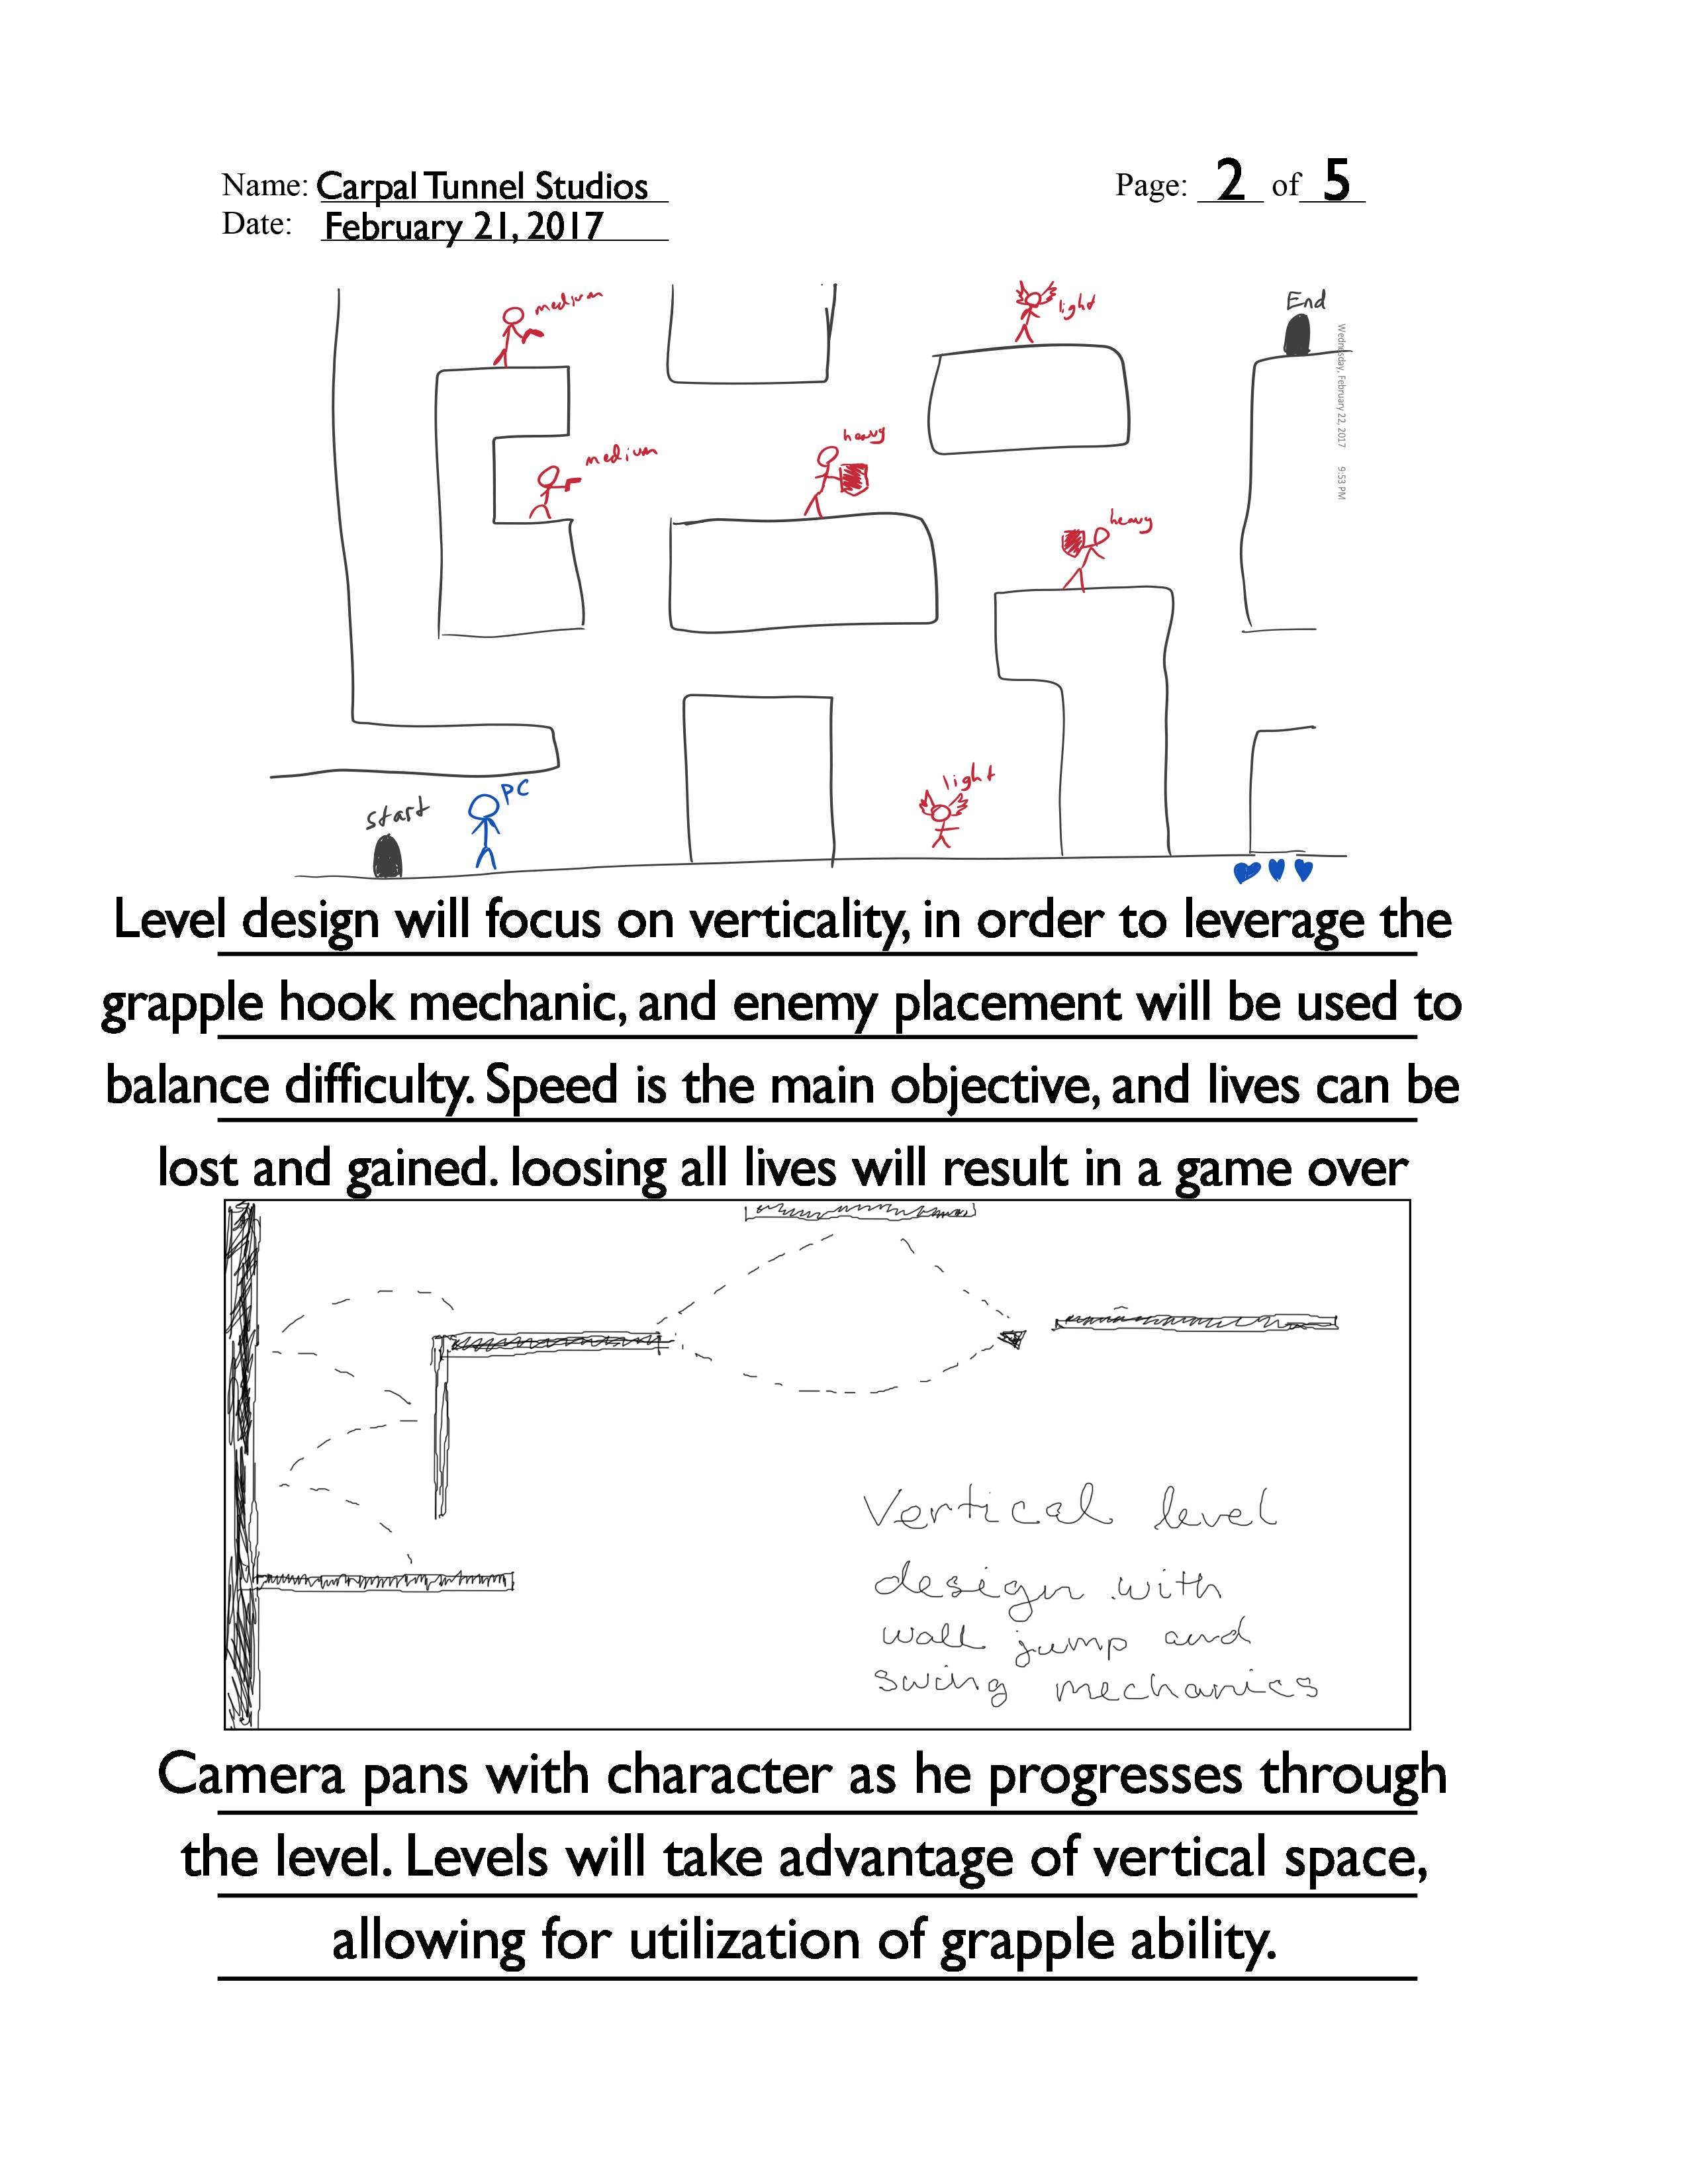 Name: Carpal Tunnel Studios
Page: 2 of 5
Date: February 21, 2017
medium
light
End
Wednesday, February 22, 2017 9:53 PM
medium
heavy
heavy
start
PC
light
Level design will focus on verticality, in order to leverage the
grapple hook mechanic, and enemy placement will be used to
balance difficulty. Speed is the main objective, and lives can be
lost and gained. loosing all lives will result in a game over
Vertical level
design with
wall jump and
swing mechanics
Camera pans with character as he progresses through
the level. Levels will take advantage of vertical space,
allowing for utilization of grapple ability.